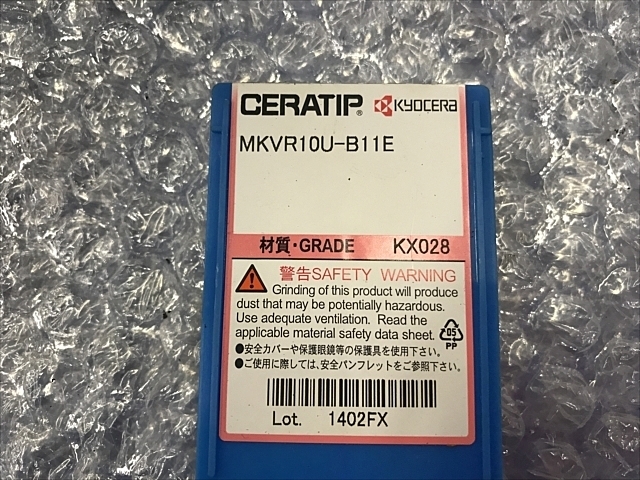 CERATIP® KYOCERA
MKVR10U-B11E
材質・GRADE KX028
警告SAFETY WARNING
Grinding of this product will produce
dust that may be potentially hazardous.
Use adequate ventilation. Read the
applicable material safety data sheet.
05
PP
●安全カバーや保護眼鏡等の保護具を使用下さい。
●ご使用に際しては、安全パンフレットをご参照下さい。
Lot. 1402FX